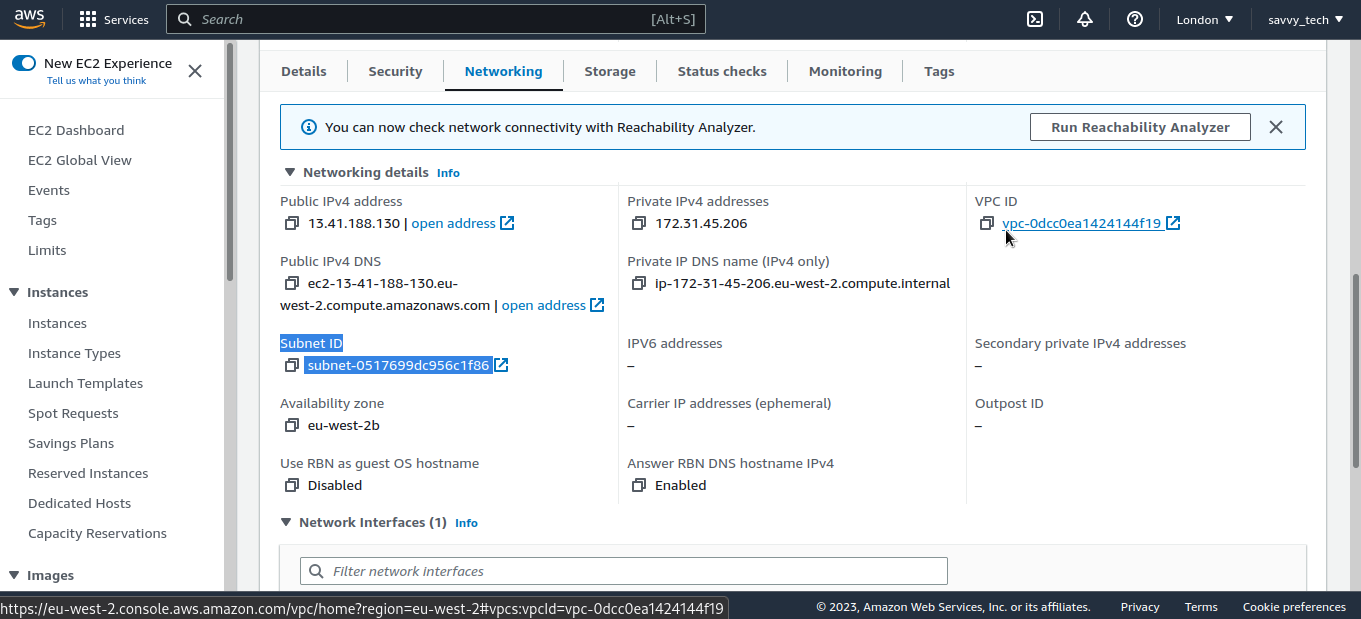 aws
Services
Search
[Alt+S]
London
savvy_tech
New EC2 Experience
Tell us what you think
EC2 Dashboard
EC2 Global View
Events
Tags
Limits
Instances
Instances
Instance Types
Launch Templates
Spot Requests
Savings Plans
Reserved Instances
Dedicated Hosts
Capacity Reservations
Images
Details
Security
Networking
Storage
Status checks
Monitoring
Tags
You can now check network connectivity with Reachability Analyzer.
Run Reachability Analyzer
Networking details Info
Public IPv4 address
13.41.188.130 | open address
Private IPv4 addresses
172.31.45.206
VPC ID
vpc-0dcc0ea1424144f19
Public IPv4 DNS
ec2-13-41-188-130.eu-
west-2.compute.amazonaws.com | open address
Private IP DNS name (IPv4 only)
ip-172-31-45-206.eu-west-2.compute.internal
Subnet ID
subnet-0517699dc956c1f86
IPV6 addresses
–
Secondary private IPv4 addresses
–
Availability zone
eu-west-2b
Carrier IP addresses (ephemeral)
–
Outpost ID
–
Use RBN as guest OS hostname
Disabled
Answer RBN DNS hostname IPv4
Enabled
Network Interfaces (1) Info
Filter network interfaces
https://eu-west-2.console.aws.amazon.com/vpc/home?region=eu-west-2#vpcs:vpcId=vpc-0dcc0ea1424144f19
© 2023, Amazon Web Services, Inc. or its affiliates.
Privacy
Terms
Cookie preferences